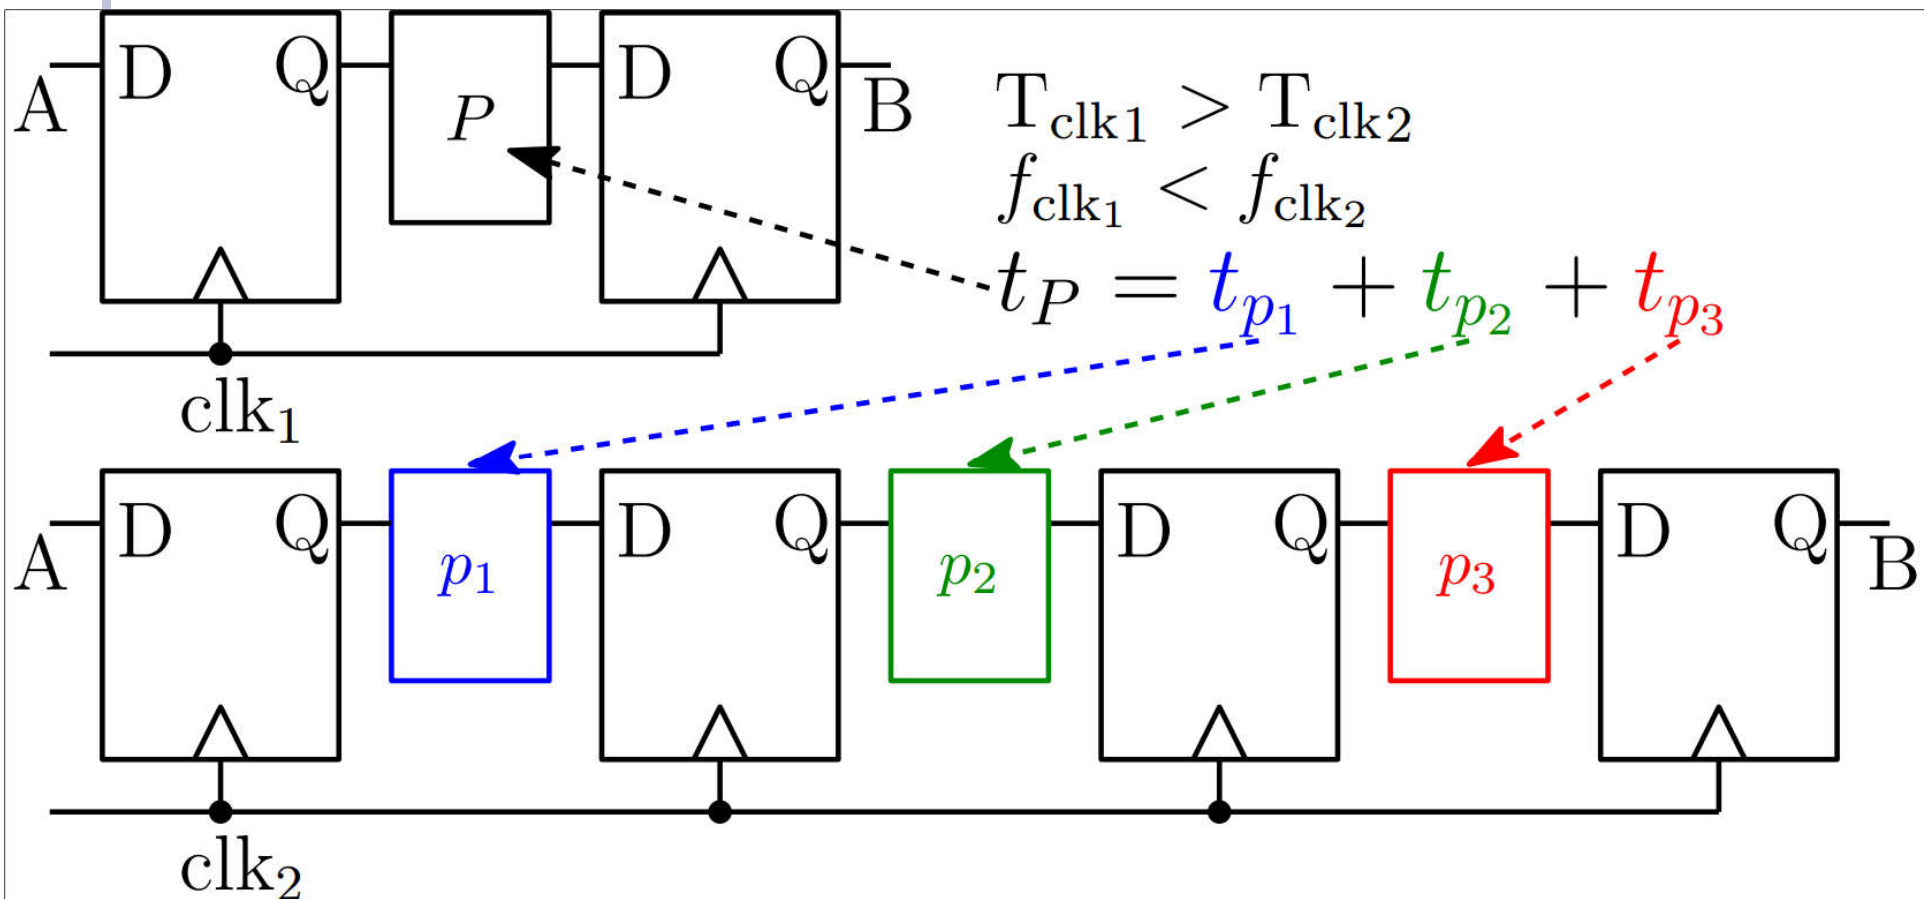 D Q P D Q
A B
T_clk1 > T_clk2
f_clk1 < f_clk2
t_P = t_p1 + t_p2 + t_p3
clk1
D Q p1 D Q p2 D Q p3 D Q
A B
clk2